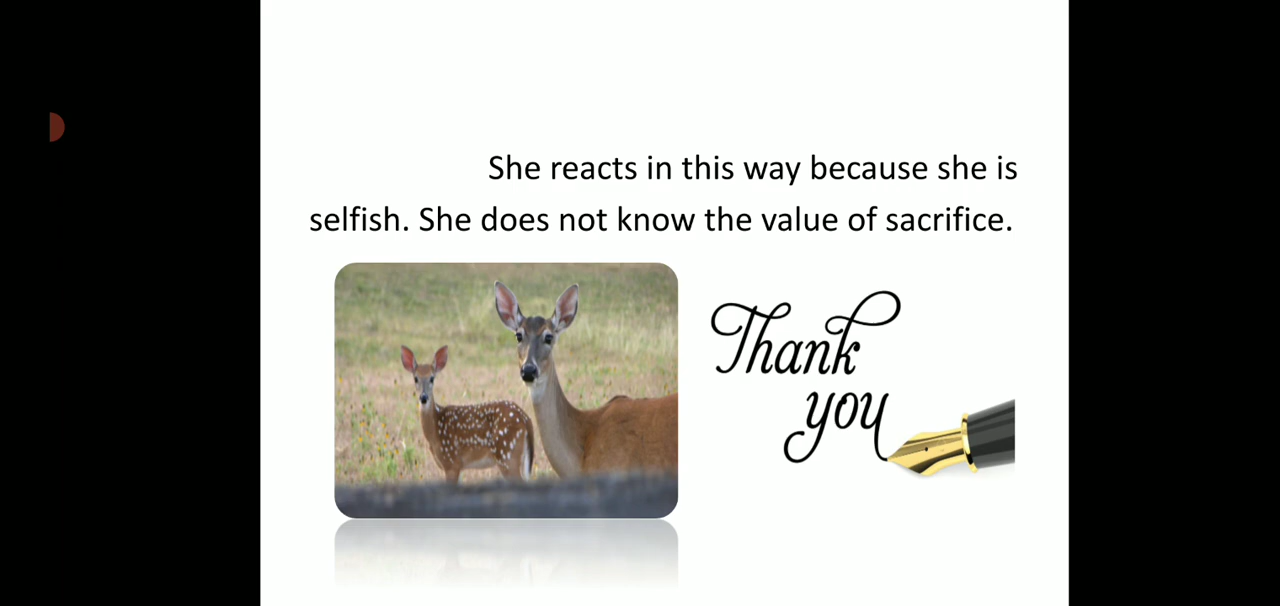 She reacts in this way because she is
selfish. She does not know the value of sacrifice.
Thank
you